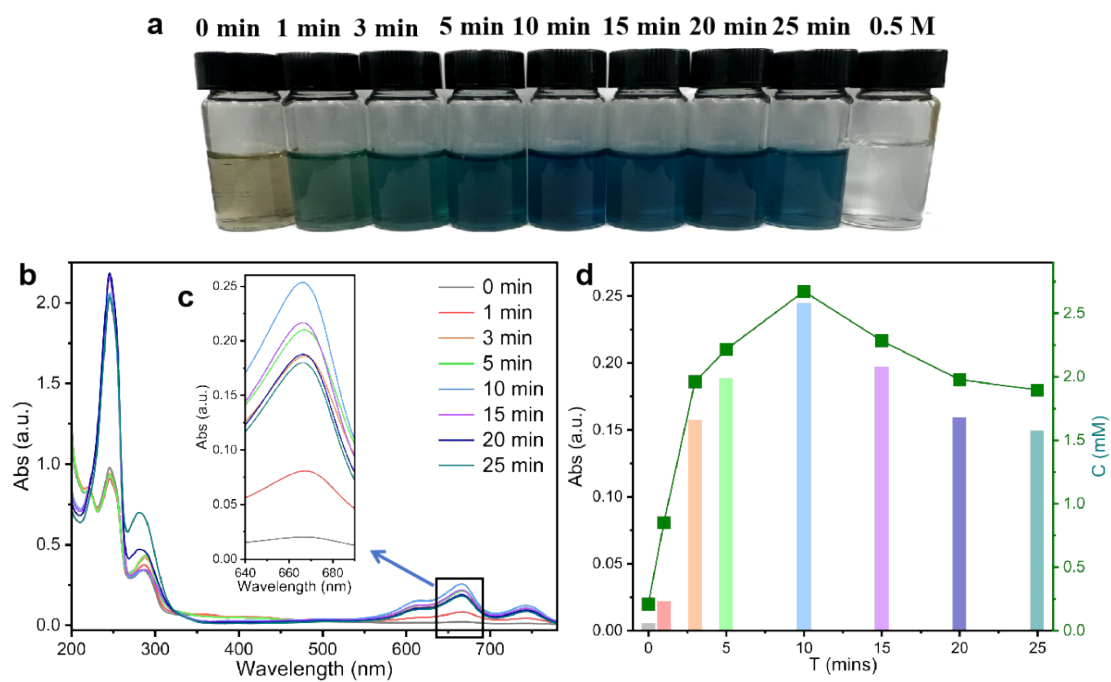 a 0 min 1 min 3 min 5 min 10 min 15 min 20 min 25 min 0.5 M
b
2.0
1.5
1.0
0.5
0.0
Abs (a.u.)
200 300 400 500 600 700
Wavelength (nm)
c
0.25
0.20
0.15
0.10
0.05
0.00
Abs (a.u.)
640 660 680
Wavelength (nm)
0 min
1 min
3 min
5 min
10 min
15 min
20 min
25 min
d
0.25
0.20
0.15
0.10
0.05
0.00
Abs (a.u.)
0 5 10 15 20 25
T (mins)
2.5
2.0
1.5
1.0
0.5
0.0
C (mM)